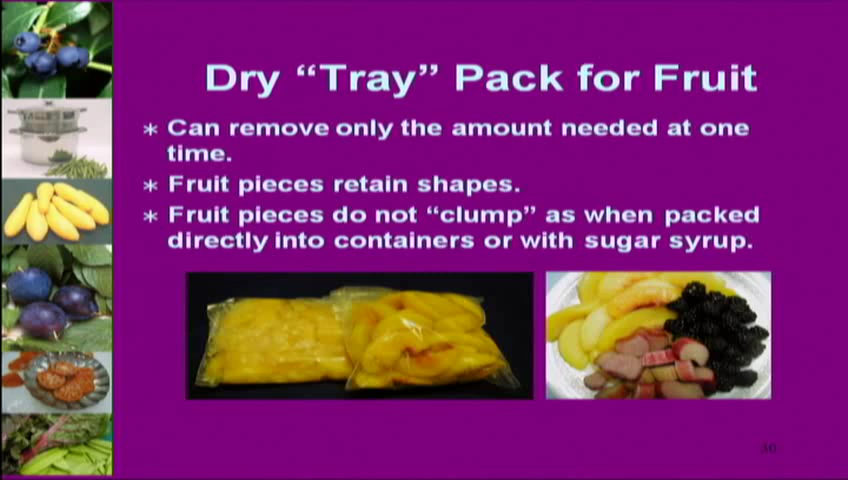 Dry “Tray” Pack for Fruit
* Can remove only the amount needed at one
time.
* Fruit pieces retain shapes.
* Fruit pieces do not “clump” as when packed
directly into containers or with sugar syrup.
30